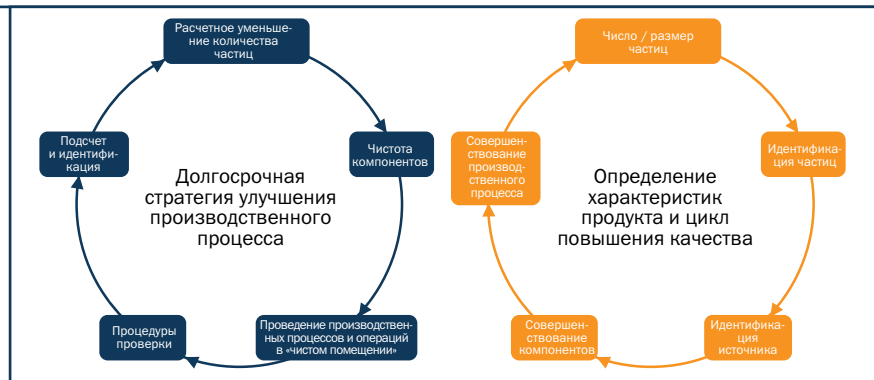 Расчетное уменьше-
ние количества
частиц
Чистота
компонентов
Проведение производствен-
ных процессов и операций
в «чистом помещении»
Процедуры
проверки
Подсчет
и идентифи-
кация
Долгосрочная
стратегия улучшения
производственного
процесса
Число / размер
частиц
Идентифика-
ция частиц
Идентифика-
ция
источника
Совершен-
ствование
компонентов
Совершен-
ствование
производ-
ственного
процесса
Определение
характеристик
продукта и цикл
повышения качества